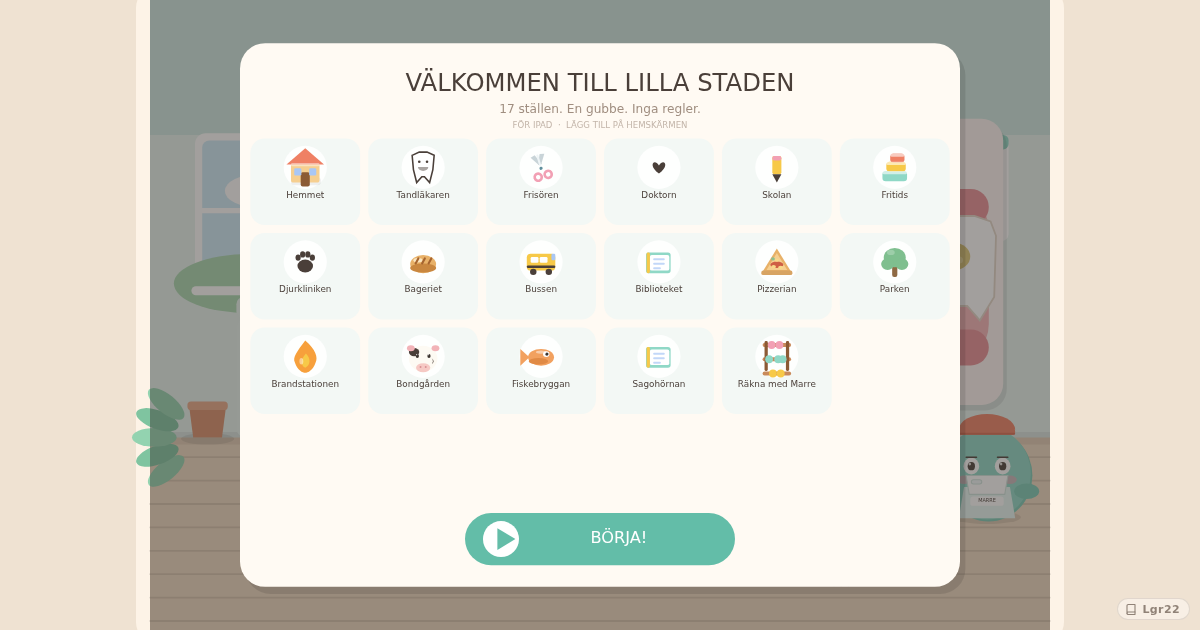 VÄLKOMMEN TILL LILLA STADEN
17 ställen. En gubbe. Inga regler.
FÖR IPAD · LÄGG TILL PÅ HEMSKÄRMEN
Hemmet
Tandläkaren
Frisören
Doktorn
Skolan
Fritids
Djurkliniken
Bageriet
Bussen
Biblioteket
Pizzerian
Parken
Brandstationen
Bondgården
Fiskebryggan
Sagohörnan
Räkna med Marre
MARRE
BÖRJA!
Lgr22